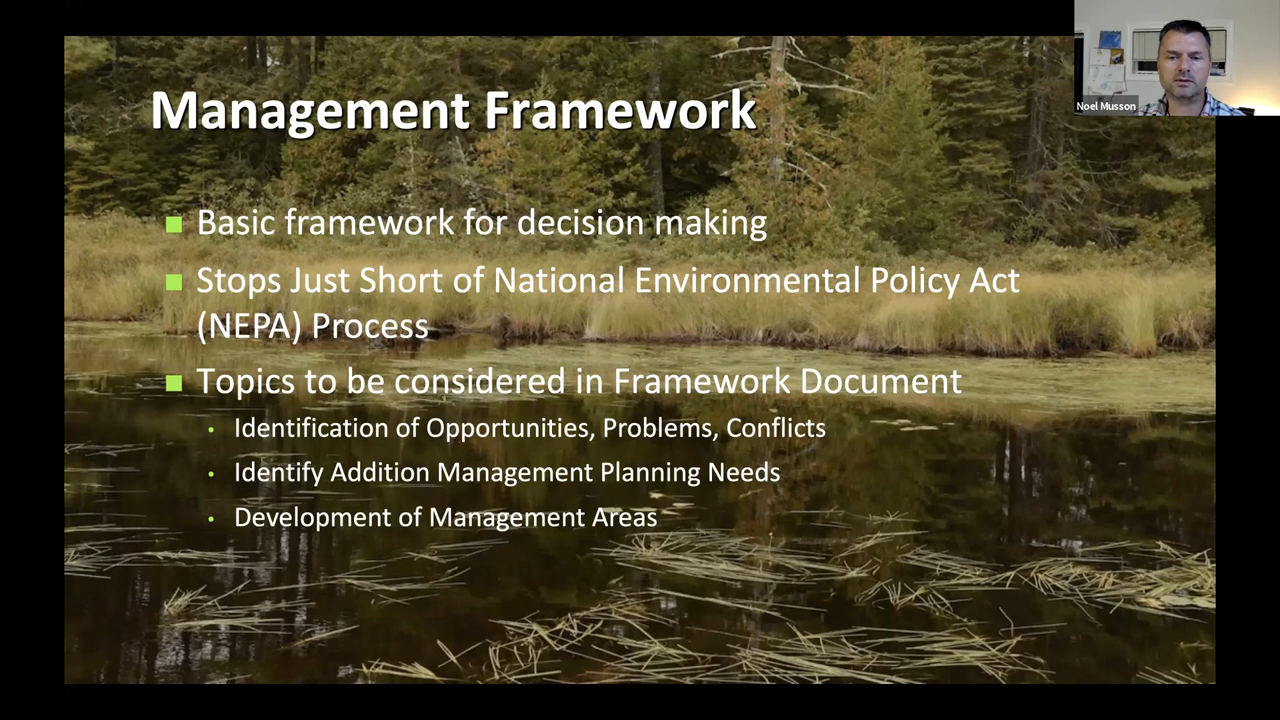 Noel Musson
Management Framework
Basic framework for decision making
Stops Just Short of National Environmental Policy Act
(NEPA) Process
Topics to be considered in Framework Document
Identification of Opportunities, Problems, Conflicts
Identify Addition Management Planning Needs
Development of Management Areas